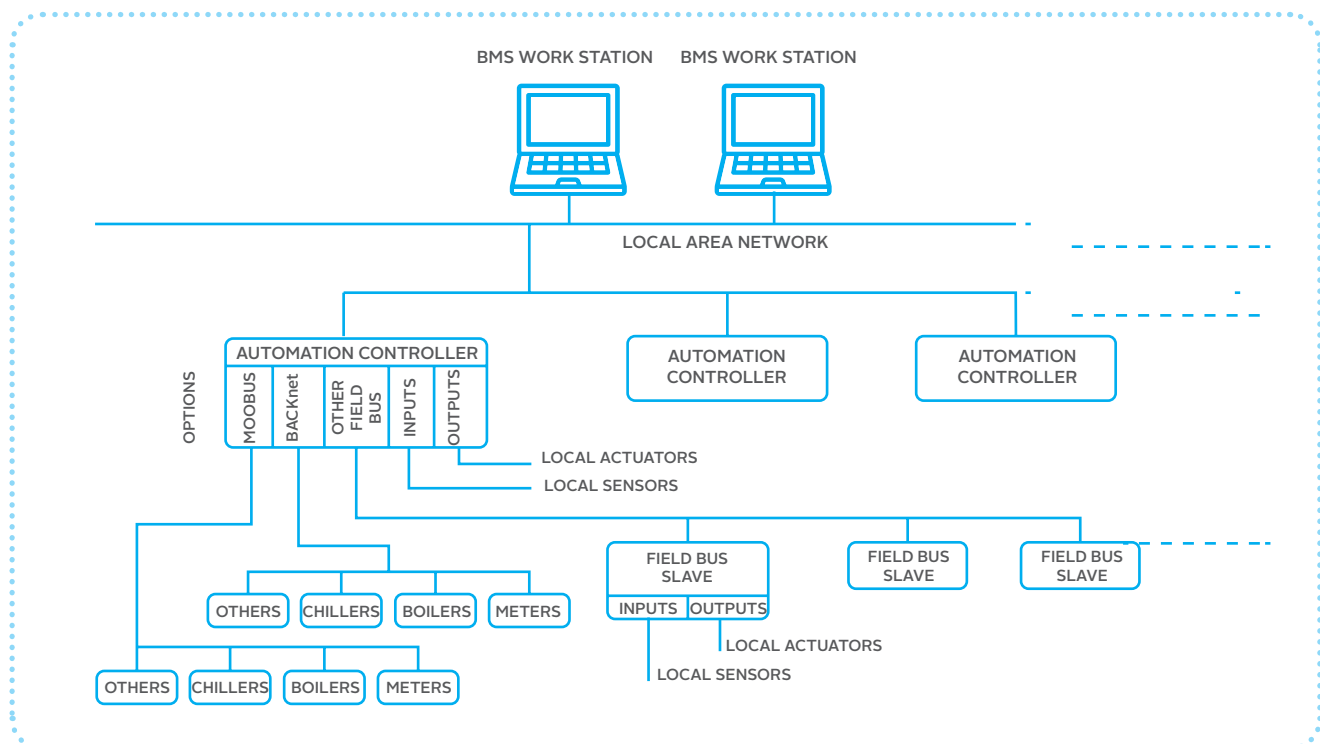 BMS WORK STATION
BMS WORK STATION
LOCAL AREA NETWORK
AUTOMATION CONTROLLER
OPTIONS
MOOBUS
BACKnet
OTHER
FIELD
BUS
INPUTS
OUTPUTS
AUTOMATION
CONTROLLER
AUTOMATION
CONTROLLER
LOCAL ACTUATORS
LOCAL SENSORS
FIELD BUS
SLAVE
INPUTS
OUTPUTS
FIELD BUS
SLAVE
FIELD BUS
SLAVE
LOCAL ACTUATORS
LOCAL SENSORS
OTHERS
CHILLERS
BOILERS
METERS
OTHERS
CHILLERS
BOILERS
METERS